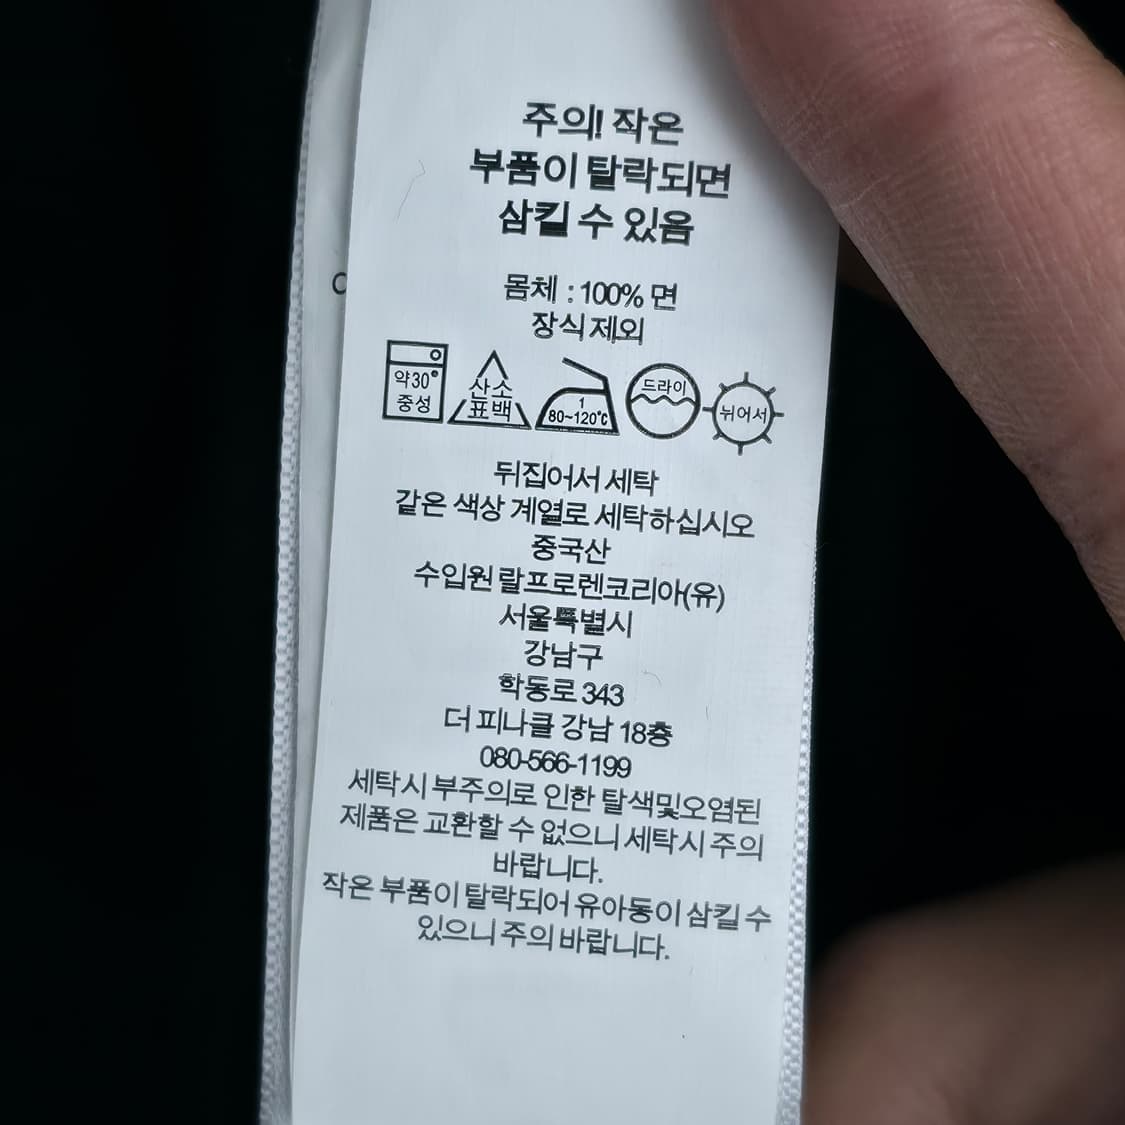 주의! 작은
부품이 탈락되면
삼킬 수 있음
몸체 : 100% 면
장식 제외
약30°
중성
산소
표백
1
80~120℃
드라이
뉘어서
뒤집어서 세탁
같은 색상 계열로 세탁하십시오
중국산
수입원 랄프로렌코리아(유)
서울특별시
강남구
학동로 343
더 피나클 강남 18층
080-566-1199
세탁시 부주의로 인한 탈색및오염된
제품은 교환할 수 없으니 세탁시 주의
바랍니다.
작은 부품이 탈락되어 유아동이 삼킬 수
있으니 주의 바랍니다.